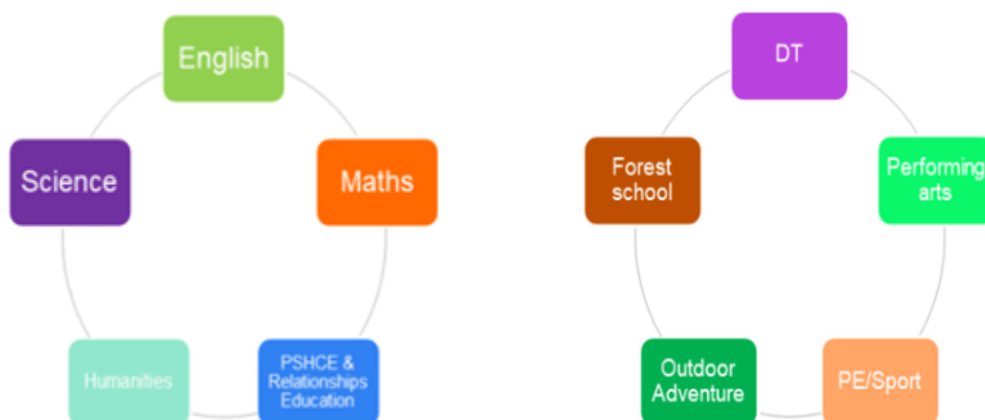 English
Maths
PSHCE &
Relationships
Education
Humanities
Science
DT
Performing
arts
PE/Sport
Outdoor
Adventure
Forest
school